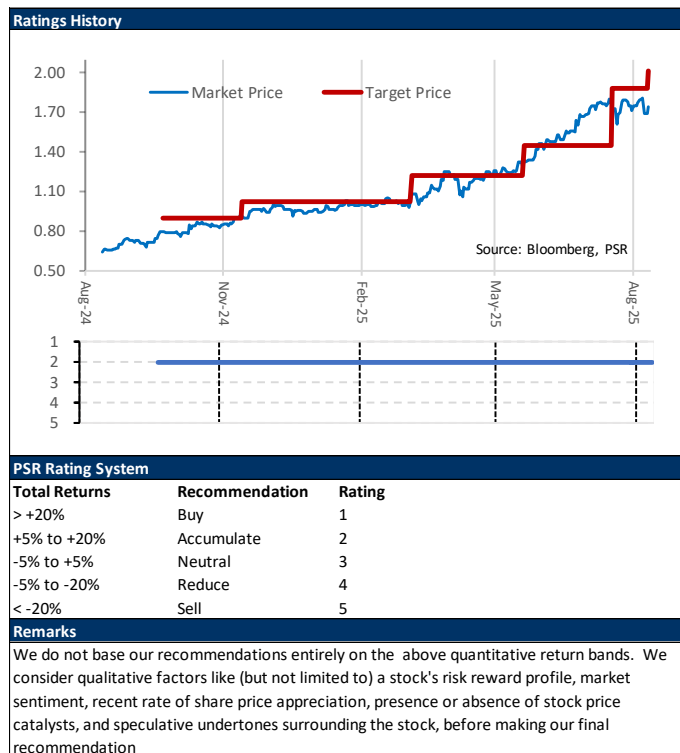 Ratings History
2.00
1.70
1.40
1.10
0.80
0.50
Market Price
Target Price
Source: Bloomberg, PSR
Aug-24
Nov-24
Feb-25
May-25
Aug-25
1
2
3
4
5
PSR Rating System
Total Returns Recommendation Rating
> +20% Buy 1
+5% to +20% Accumulate 2
-5% to +5% Neutral 3
-5% to -20% Reduce 4
< -20% Sell 5
Remarks
We do not base our recommendations entirely on the above quantitative return bands. We
consider qualitative factors like (but not limited to) a stock's risk reward profile, market
sentiment, recent rate of share price appreciation, presence or absence of stock price
catalysts, and speculative undertones surrounding the stock, before making our final
recommendation